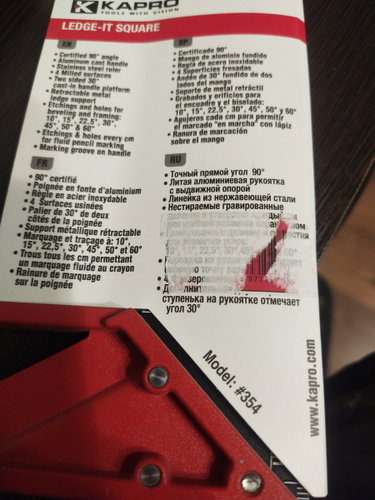 KAPRO
TOOLS WITH VISION
LEDGE-IT SQUARE
EN
• Certified 90° angle
• Aluminum cast handle
• Stainless steel ruler
• 4 Milled surfaces
• Two sided 30°
cast-in handle platform
• Retractable metal
ledge support
• Etchings and holes for
beveling and framing:
10°, 15°, 22.5°, 30°,
45°, 50° & 60°
• Etchings & holes every cm
for fluid pencil marking
• Marking groove on handle
SP
• Certificado 90°
• Mango de aluminio fundido
• Regla de acero inoxidable
• 4 Superficies fresadas
• Andén de 30° fundido de dos
lados del mango
• Soporte de metal retráctil
• Grabados y orificios para
el encuadre y el biselado:
10°, 15°, 22,5°, 30°, 45°, 50° y 60°
• Agujeros cada cm para permitir
el marcado "en marcha" con lápiz
• Ranura de marcación
sobre el mango
FR
• 90° certifié
• Poignée en fonte d'aluminium
• Règle en acier inoxydable
• 4 Surfaces usinées
• Palier de 30° de deux
côtés de la poignée
• Support métallique rétractable
• Marquage et traçage à: 10°,
15°, 22,5°, 30°, 45°, 50° et 60°
• Trous tous les cm permettant
un marquage fluide au crayon
• Rainure de marquage
sur la poignée
RU
• Точный прямой угол 90°
• Литая алюминиевая рукоятка
с выдвижной опорой
• Линейка из нержавеющей стали
• Нестираемые гравированные
ступенька на рукоятке отмечает
угол 30°
Model: #354
www.kapro.com